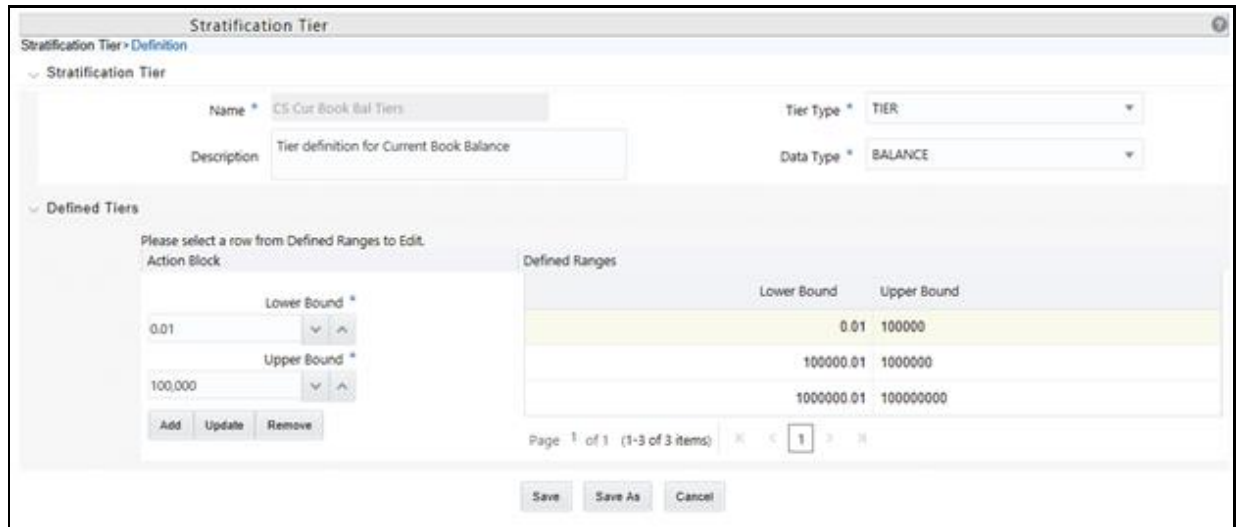 Stratification Tier
Stratification Tier > Definition
Stratification Tier
Name * CS Cur Book Bal Tiers Tier Type * TIER
Description Tier definition for Current Book Balance Data Type * BALANCE
Defined Tiers
Please select a row from Defined Ranges to Edit.
Action Block Defined Ranges
Lower Bound * Lower Bound Upper Bound
0.01 0.01 100000
Upper Bound * 100000.01 1000000
100,000 1000000.01 100000000
Add Update Remove
Page 1 of 1 (1-3 of 3 items) 1
Save Save As Cancel